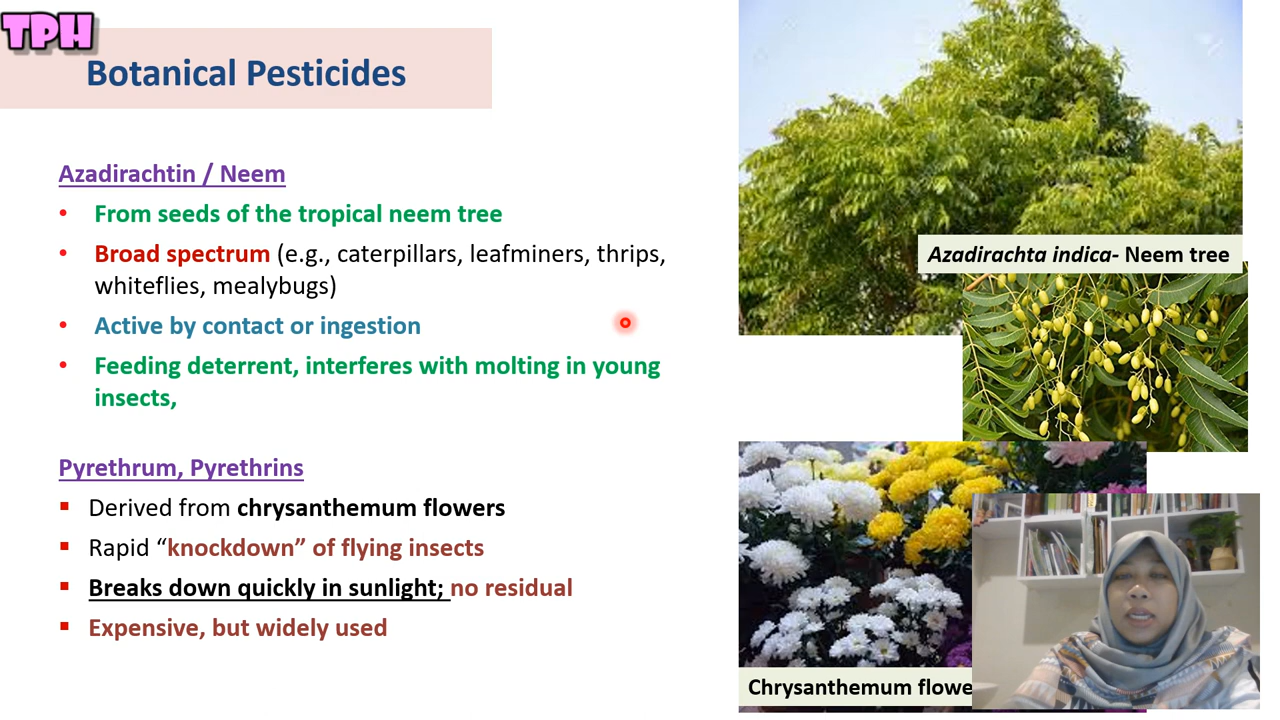 TPH
Botanical Pesticides
Azadirachtin / Neem
• From seeds of the tropical neem tree
• Broad spectrum (e.g., caterpillars, leafminers, thrips,
whiteflies, mealybugs)
• Active by contact or ingestion
• Feeding deterrent, interferes with molting in young
insects,
Pyrethrum, Pyrethrins
▪ Derived from chrysanthemum flowers
▪ Rapid “knockdown” of flying insects
▪ Breaks down quickly in sunlight; no residual
▪ Expensive, but widely used
Azadirachta indica- Neem tree
Chrysanthemum flowe